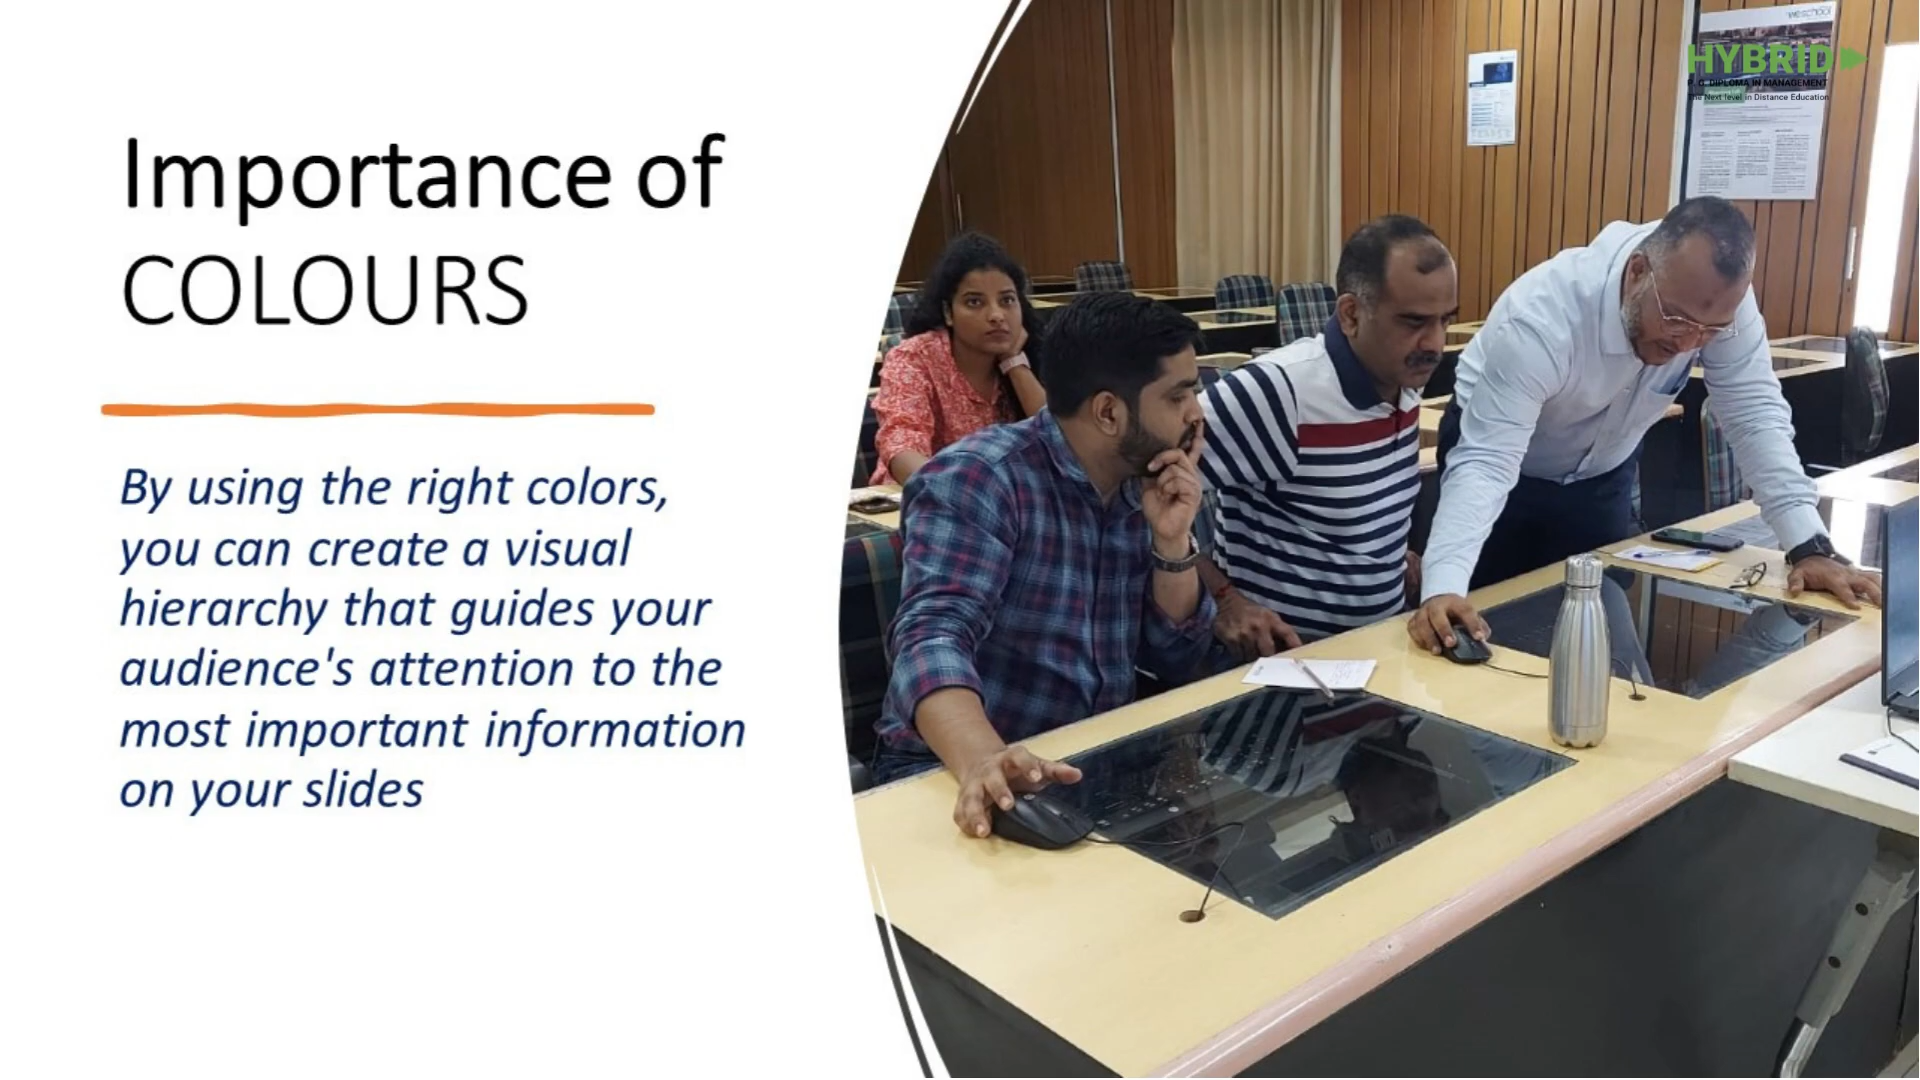 Importance of
COLOURS
By using the right colors,
you can create a visual
hierarchy that guides your
audience's attention to the
most important information
on your slides
weschool
HYBRID
P. G. DIPLOMA IN MANAGEMENT
The Next level in Distance Education